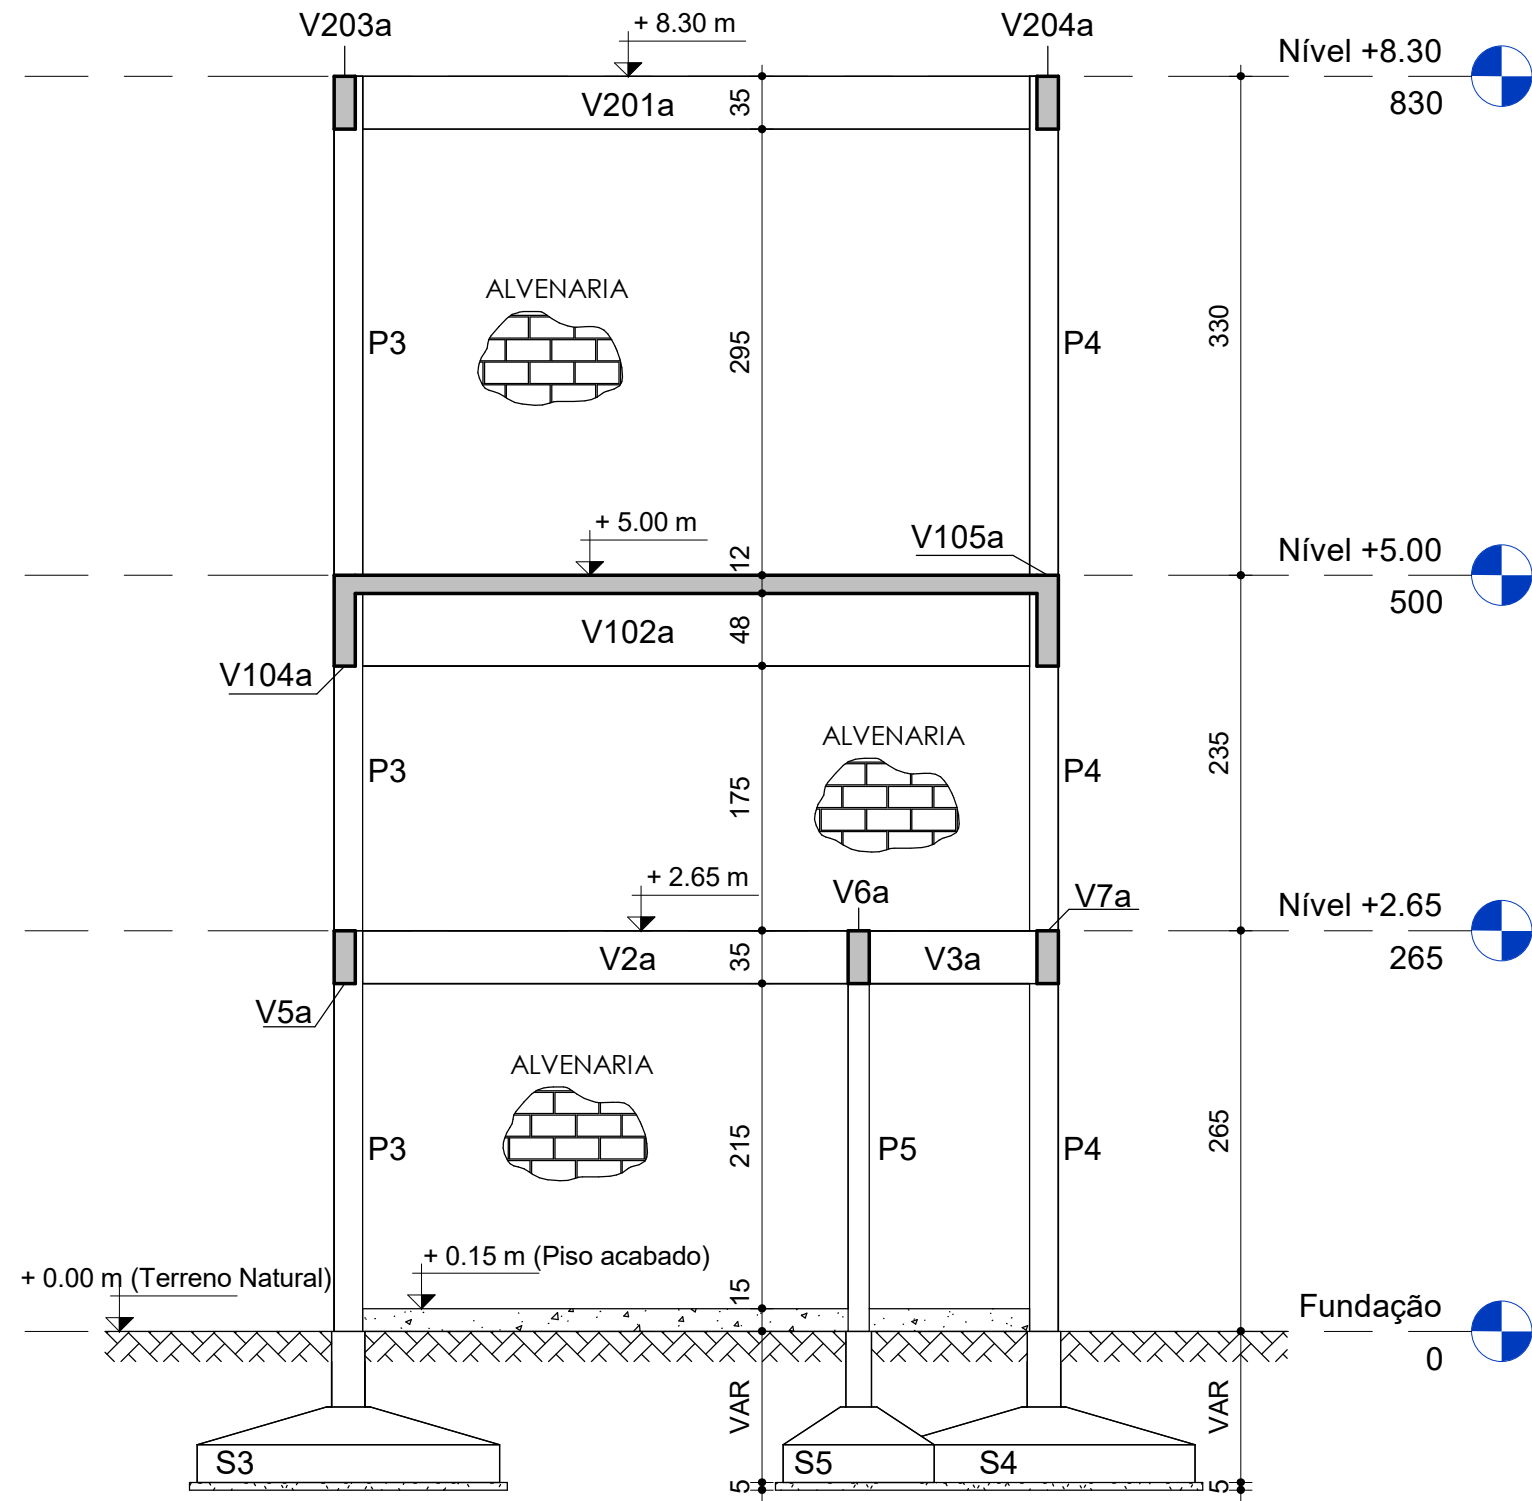 V203a
+ 8.30 m
V204a
Nível +8.30
830
V201a
35
ALVENARIA
P3
295
P4
330
+ 5.00 m
V105a
12
Nível +5.00
500
V102a
48
V104a
ALVENARIA
P3
175
P4
235
+ 2.65 m
V6a
V7a
Nível +2.65
265
V2a
35
V3a
V5a
ALVENARIA
P3
215
P5
P4
265
+ 0.15 m (Piso acabado)
+ 0.00 m (Terreno Natural)
15
Fundação
0
VAR
VAR
S3
S5
S4
5
5